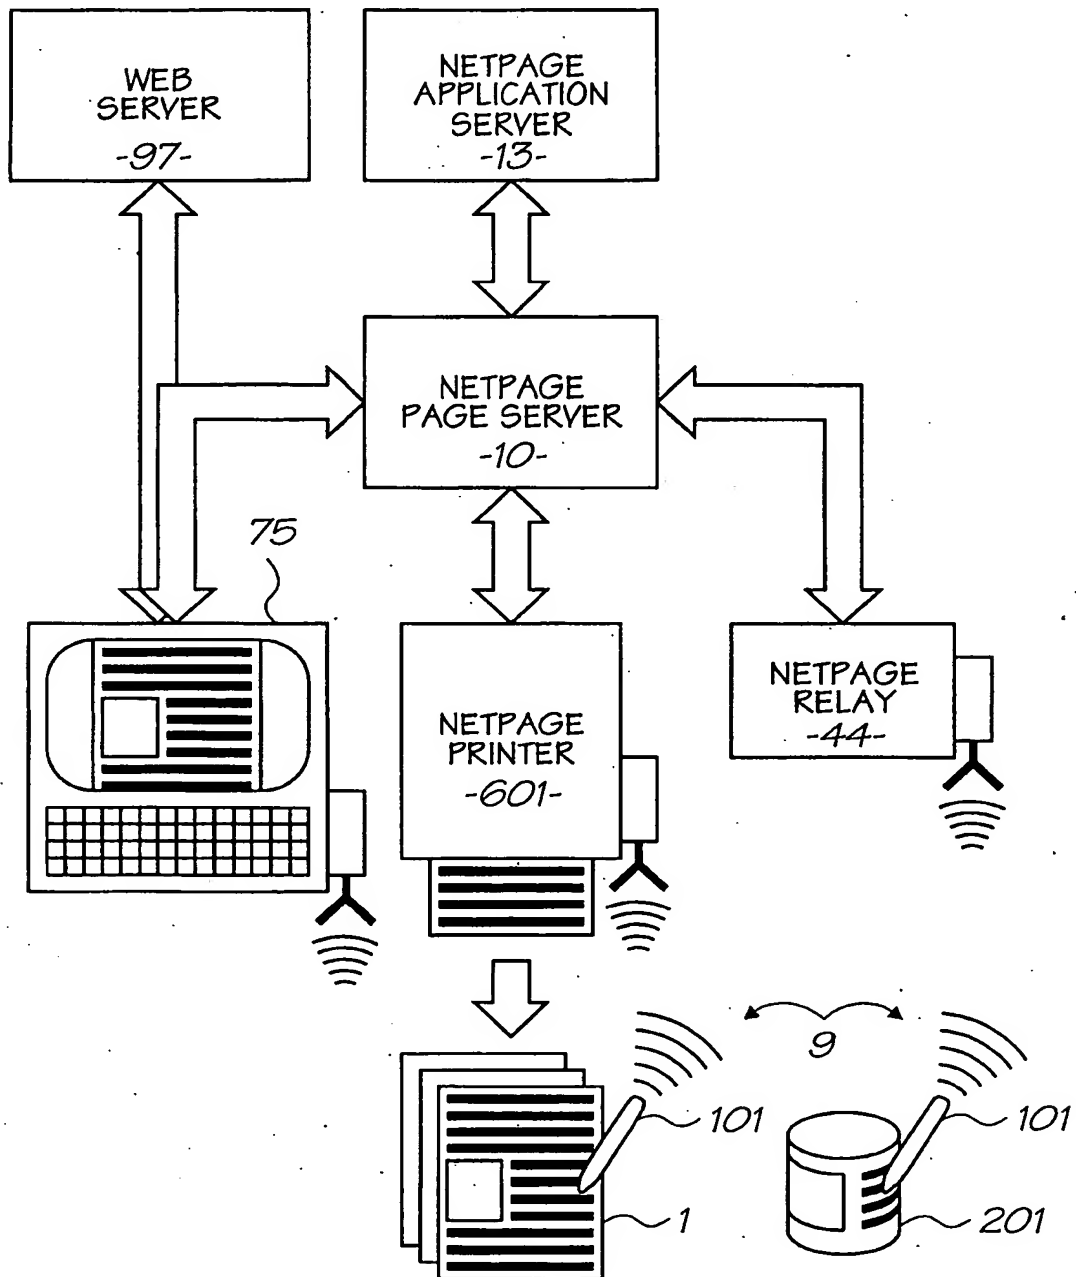 WEB
SERVER
-97-
NETPAGE
APPLICATION
SERVER
-13-
NETPAGE
PAGE SERVER
-10-
75
NETPAGE
PRINTER
-601-
NETPAGE
RELAY
-44-
9
101
101
1
201